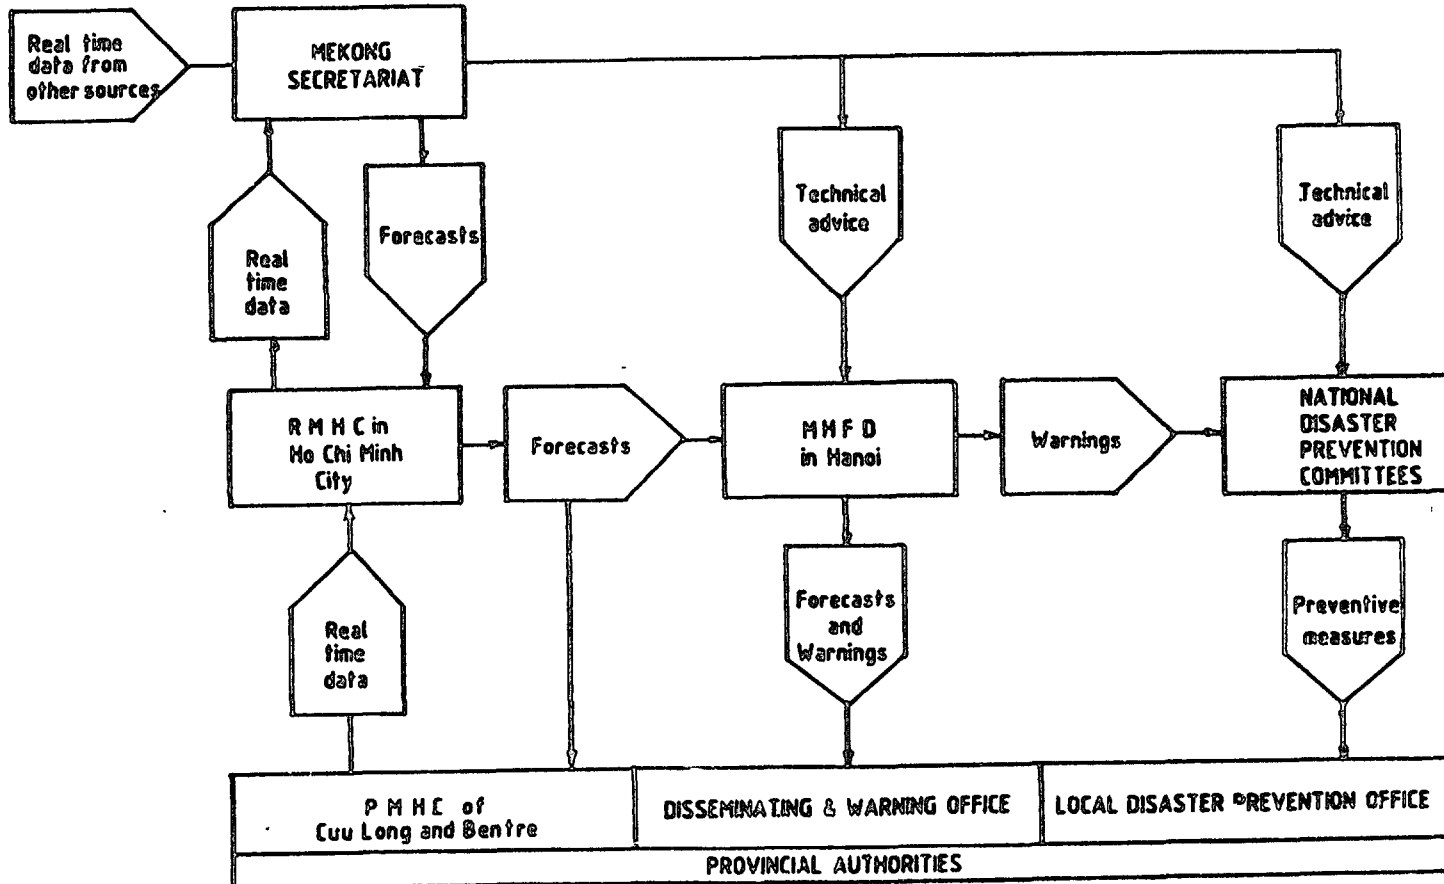 Real time
data from
other sources
MEKONG
SECRETARIAT
Real
time
data
Forecasts
Technical
advice
Technical
advice
R M H C in
Ho Chi Minh
City
Forecasts
M H F D
in Hanoi
Warnings
NATIONAL
DISASTER
PREVENTION
COMMITTEES
Real
time
data
Forecasts
and
Warnings
Preventive
measures
P M H C of
Cuu Long and Bentre
DISSEMINATING & WARNING OFFICE
LOCAL DISASTER PREVENTION OFFICE
PROVINCIAL AUTHORITIES